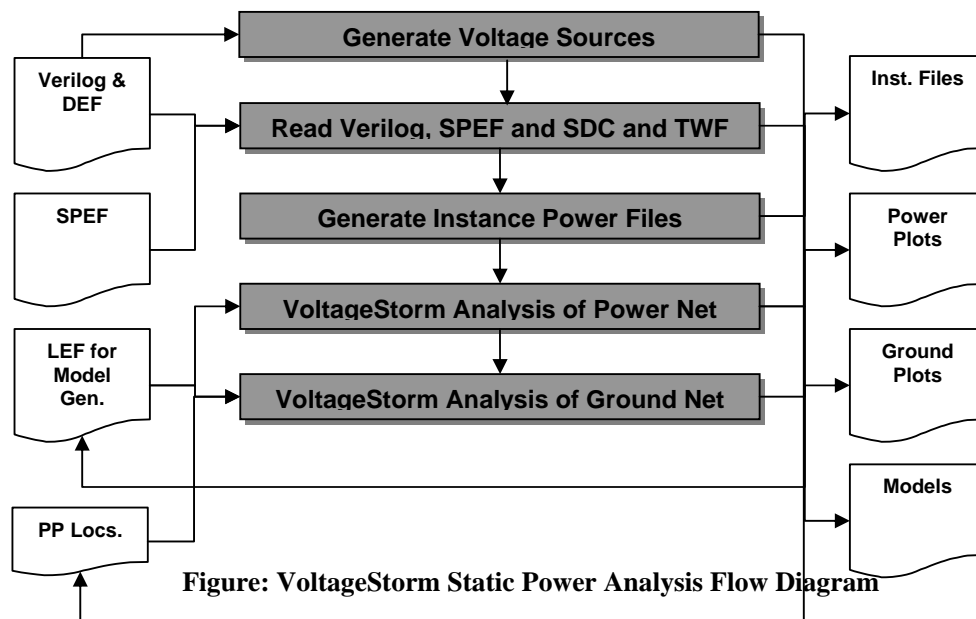 Generate Voltage Sources
Verilog &
DEF
Inst. Files
Read Verilog, SPEF and SDC and TWF
SPEF
Generate Instance Power Files
Power
Plots
VoltageStorm Analysis of Power Net
LEF for
Model
Gen.
Ground
Plots
VoltageStorm Analysis of Ground Net
Models
PP Locs.
Figure: VoltageStorm Static Power Analysis Flow Diagram